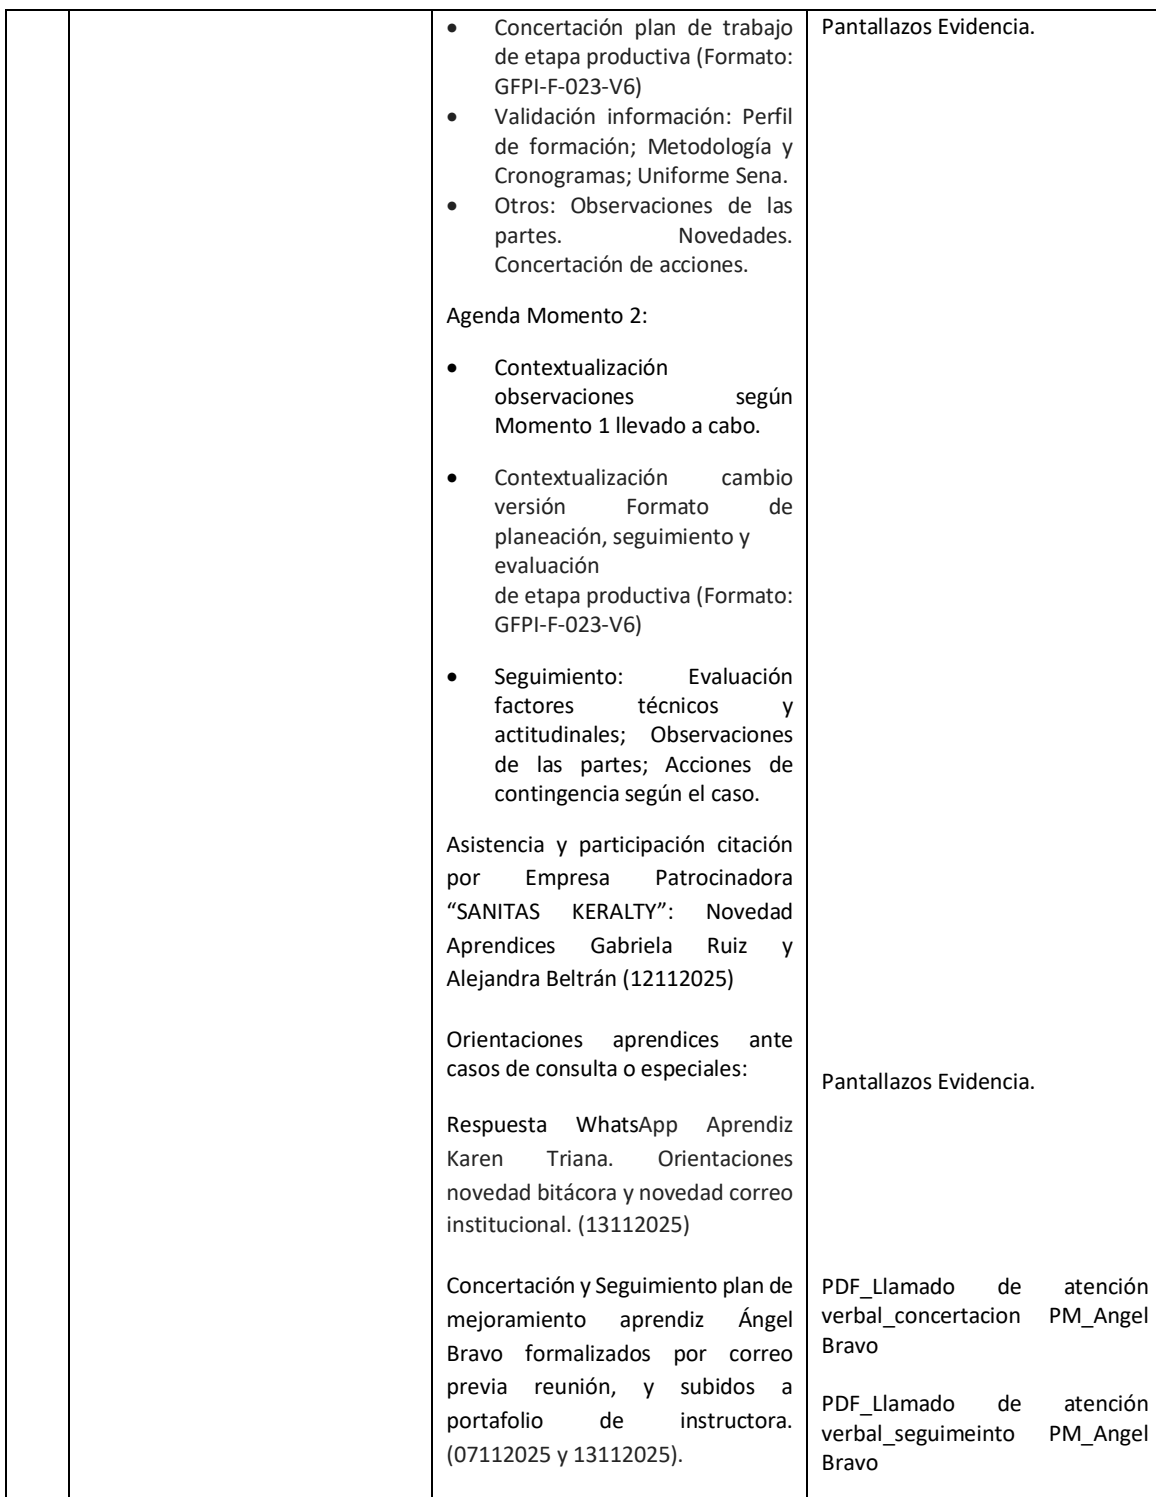 • Concertación plan de trabajo
de etapa productiva (Formato:
GFPI-F-023-V6)
• Validación información: Perfil
de formación; Metodología y
Cronogramas; Uniforme Sena.
• Otros: Observaciones de las
partes. Novedades.
Concertación de acciones.
Agenda Momento 2:
• Contextualización
observaciones según
Momento 1 llevado a cabo.
• Contextualización cambio
versión Formato de
planeación, seguimiento y
evaluación
de etapa productiva (Formato:
GFPI-F-023-V6)
• Seguimiento: Evaluación
factores técnicos y
actitudinales; Observaciones
de las partes; Acciones de
contingencia según el caso.
Asistencia y participación citación
por Empresa Patrocinadora
“SANITAS KERALTY”: Novedad
Aprendices Gabriela Ruiz y
Alejandra Beltrán (12112025)
Orientaciones aprendices ante
casos de consulta o especiales:
Respuesta WhatsApp Aprendiz
Karen Triana. Orientaciones
novedad bitácora y novedad correo
institucional. (13112025)
Concertación y Seguimiento plan de
mejoramiento aprendiz Ángel
Bravo formalizados por correo
previa reunión, y subidos a
portafolio de instructora.
(07112025 y 13112025).
Pantallazos Evidencia.
Pantallazos Evidencia.
PDF_Llamado de atención
verbal_concertacion PM_Angel
Bravo
PDF_Llamado de atención
verbal_seguimeinto PM_Angel
Bravo